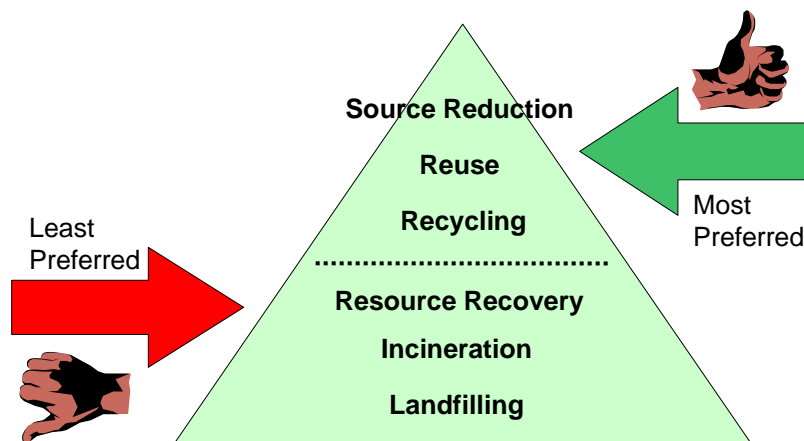 Source Reduction
Reuse
Recycling
Most
Preferred
Least
Preferred
Resource Recovery
Incineration
Landfilling